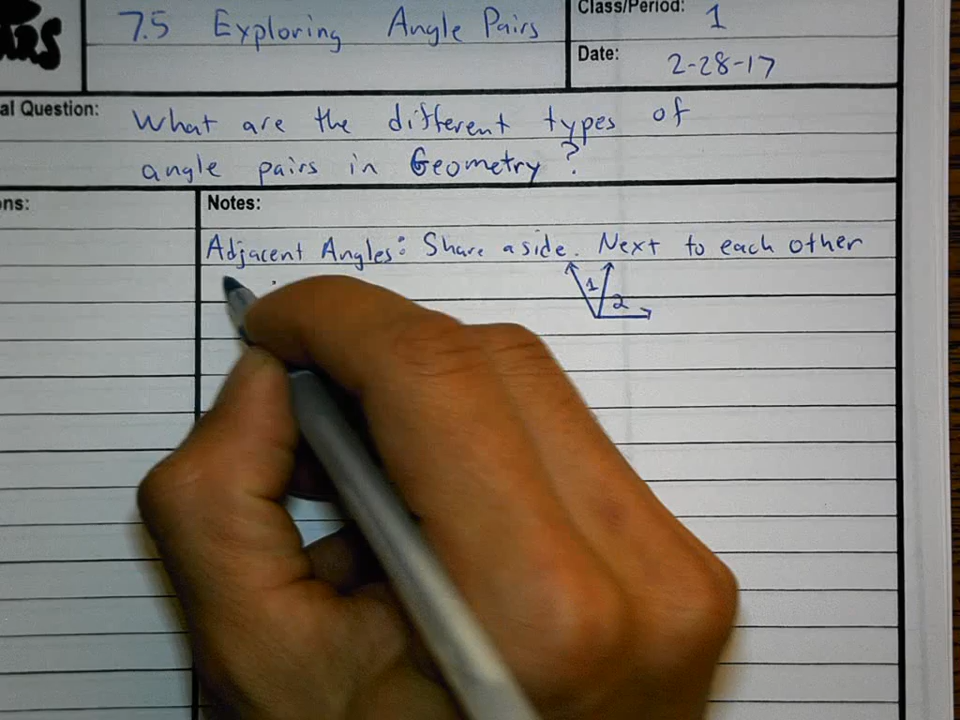 7.5 Exploring Angle Pairs
Class/Period: 1
Date: 2-28-17
al Question: What are the different types of
angle pairs in Geometry?
ns:
Notes:
Adjacent Angles: Share a side. Next to each other
1
2